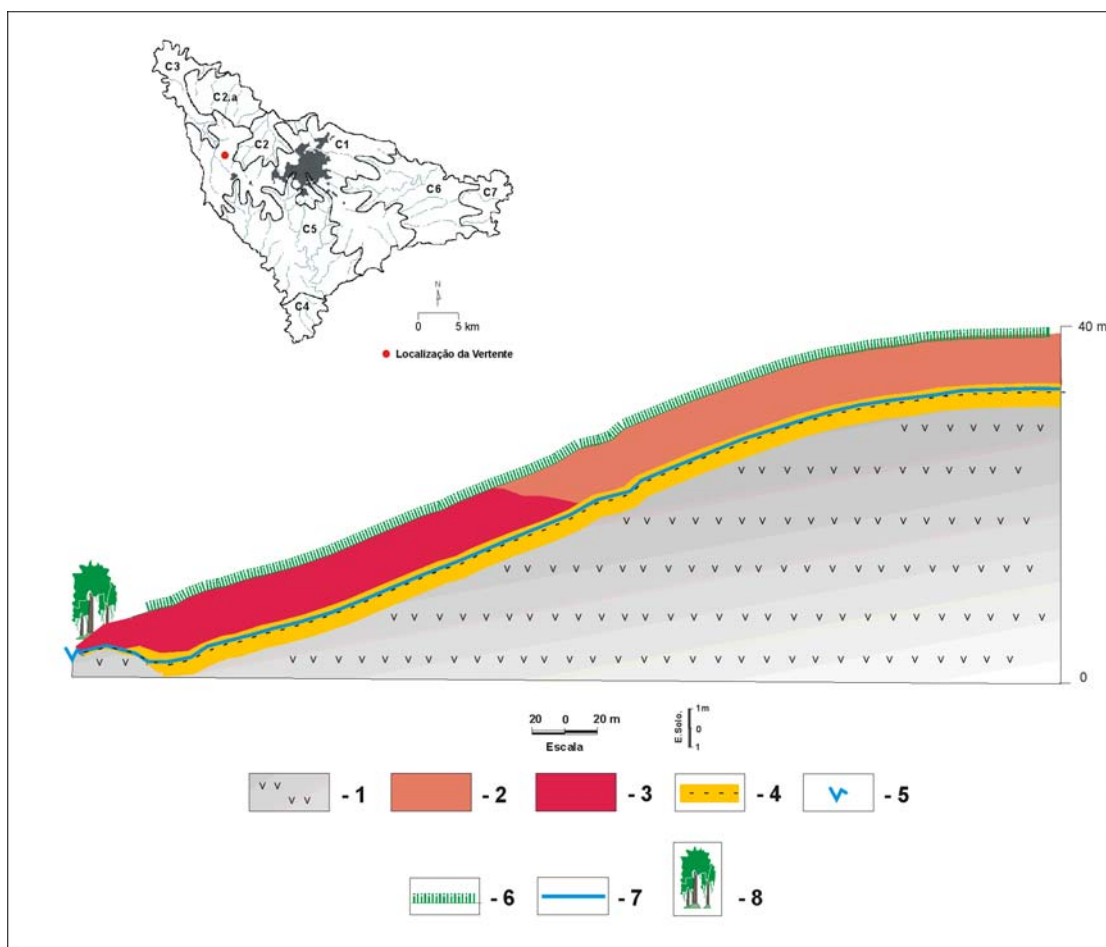 C3
C2.a
C2
C1
C6
C7
C5
C4
N
0 5 km
Localização da Vertente
40 m
0
20 0 20 m
Escala
E.Solo.
1m
0
1
v v
v v
- 1
- 2
- 3
- 4
- 5
- 6
- 7
- 8